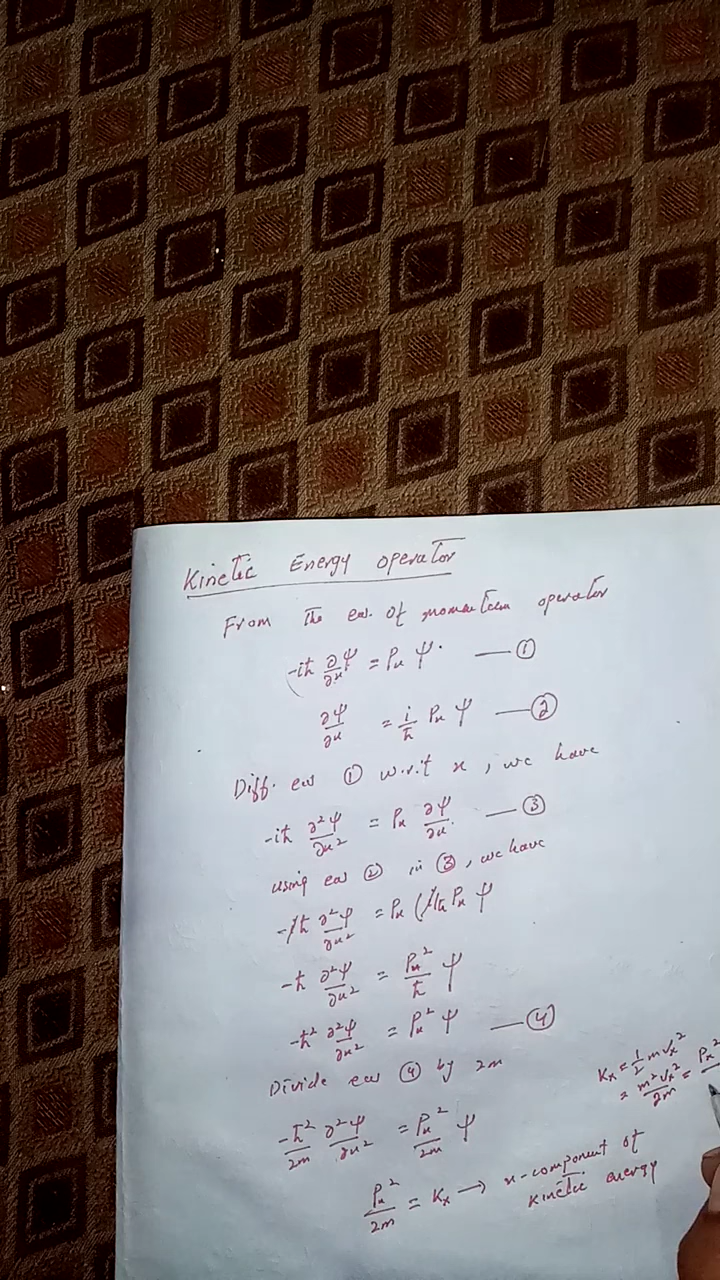 Kinetic Energy operator
From the eq. of momentum operator
-iħ ∂Ψ/∂x = Px Ψ. — ①
∂Ψ/∂x = i/ħ Px Ψ — ②
Diff. eq ① w.r.t x, we have
-iħ ∂²Ψ/∂x² = Px ∂Ψ/∂x. — ③
using eq ② in ③, we have
-iħ ∂²Ψ/∂x² = Px (i/ħ Px Ψ
-ħ ∂²Ψ/∂x² = Px²/ħ Ψ
-ħ² ∂²Ψ/∂x² = Px² Ψ — ④
Divide eq ④ by 2m
-ħ²/2m ∂²Ψ/∂x² = Px²/2m Ψ
Px²/2m = Kx → x-component of
kinetic energy
Kx = 1/2 m Vx²
= m² Vx²/2m = Px²